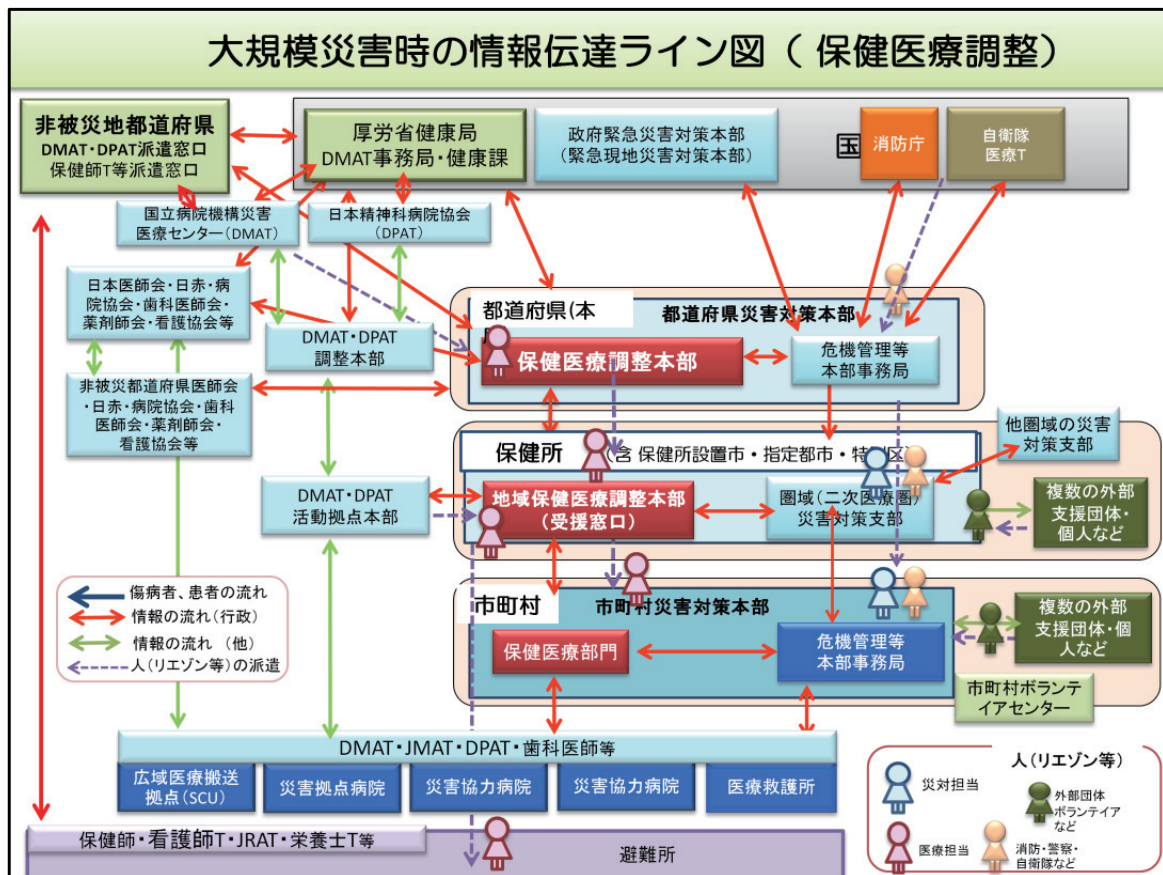 大規模災害時の情報伝達ライン図（ 保健医療調整）
非被災地都道府県
DMAT・DPAT派遣窓口
保健師T等派遣窓口
厚労省健康局
DMAT事務局・健康課
政府緊急災害対策本部
（緊急現地災害対策本部）
国
消防庁
自衛隊
医療T
国立病院機構災害
医療センター（DMAT）
日本精神科病院協会
（DPAT）
日本医師会・日赤・病
院協会・歯科医師会・
薬剤師会・看護協会等
DMAT・DPAT
調整本部
非被災都道府県医師会
・日赤・病院協会・歯科
医師会・薬剤師会・
看護協会等
都道府県(本
都道府県災害対策本部
保健医療調整本部
危機管理等
本部事務局
保健所
（含 保健所設置市・指定都市・特別区）
他圏域の災害
対策支部
DMAT・DPAT
活動拠点本部
地域保健医療調整本部
（受援窓口）
圏域（二次医療圏）
災害対策支部
複数の外部
支援団体・
個人など
傷病者、患者の流れ
情報の流れ（行政）
情報の流れ （他）
人（リエゾン等）の派遣
市町村
市町村災害対策本部
保健医療部門
危機管理等
本部事務局
複数の外部
支援団体・個
人など
市町村ボランテ
イアセンター
DMAT・JMAT・DPAT・歯科医師等
広域医療搬送
拠点（SCU）
災害拠点病院
災害協力病院
災害協力病院
医療救護所
保健師・看護師T・JRAT・栄養士T等
避難所
人（リエゾン等）
災対担当
外部団体
ボランテイア
など
医療担当
消防・警察・
自衛隊など